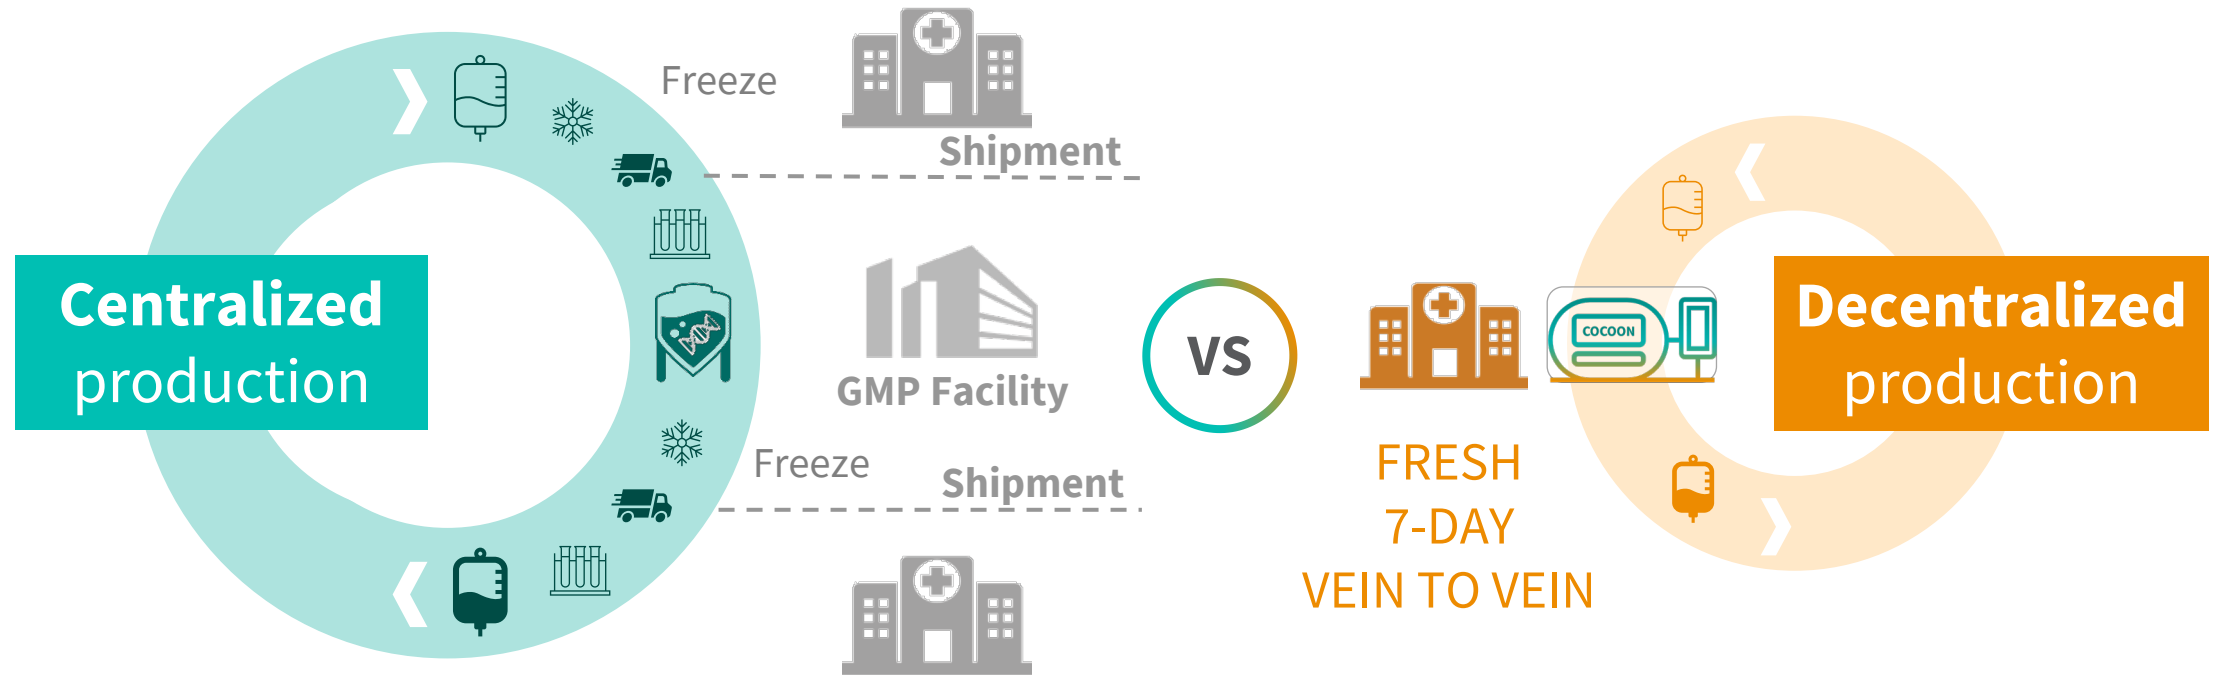 Freeze
Shipment
Centralized
production
GMP Facility
Freeze
Shipment
VS
COCOON
FRESH
7-DAY
VEIN TO VEIN
Decentralized
production